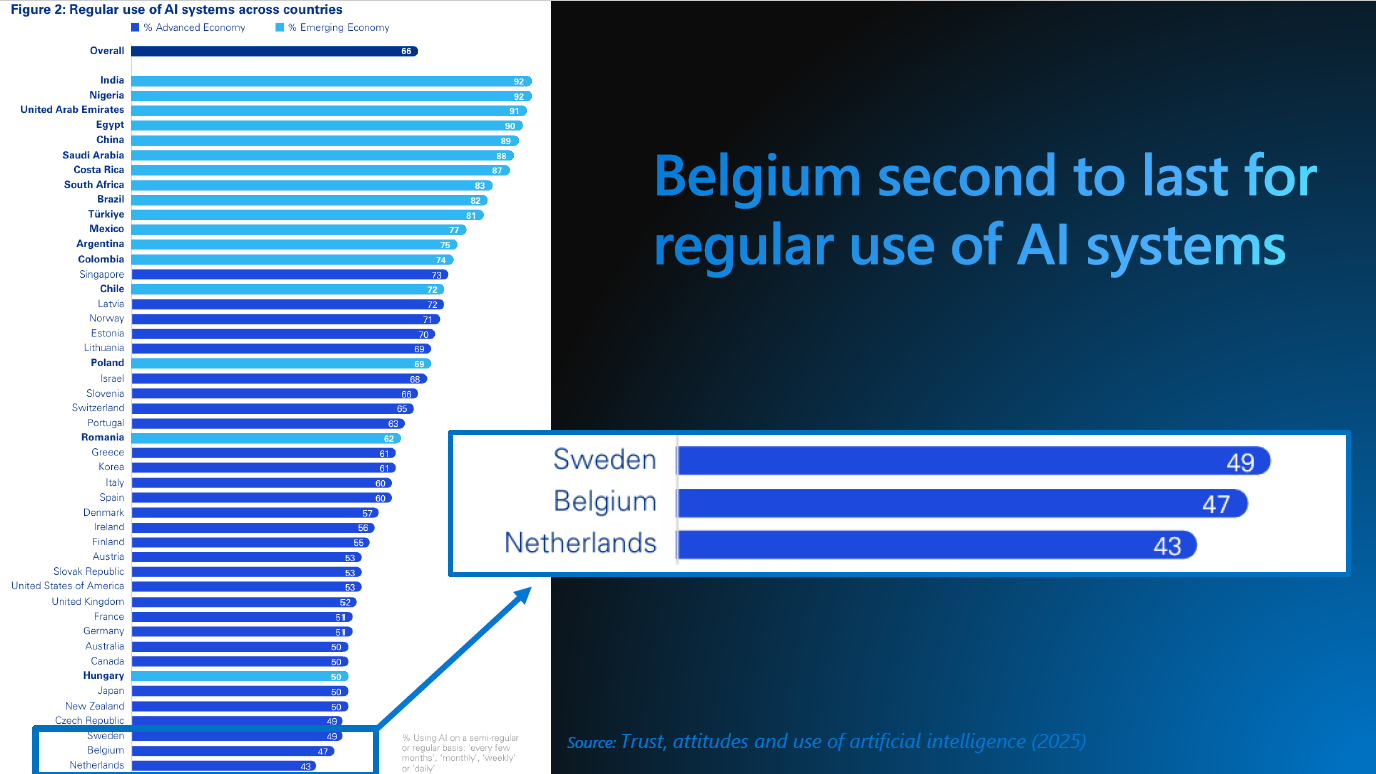 Figure 2: Regular use of AI systems across countries
% Advanced Economy % Emerging Economy
Overall 66
India 92
Nigeria 92
United Arab Emirates 91
Egypt 90
China 89
Saudi Arabia 88
Costa Rica 87
South Africa 83
Brazil 82
Türkiye 81
Mexico 77
Argentina 75
Colombia 74
Singapore 73
Chile 72
Latvia 72
Norway 71
Estonia 70
Lithuania 69
Poland 69
Israel 68
Slovenia 66
Switzerland 65
Portugal 63
Romania 62
Greece 61
Korea 61
Italy 60
Spain 60
Denmark 57
Ireland 56
Finland 55
Austria 53
Slovak Republic 53
United States of America 53
United Kingdom 52
France 51
Germany 51
Australia 50
Canada 50
Hungary 50
Japan 50
New Zealand 50
Czech Republic 49
Sweden 49
Belgium 47
Netherlands 43
% Using AI on a semi-regular
or regular basis: 'every few
months', 'monthly', 'weekly'
or 'daily'
Belgium second to last for
regular use of AI systems
Sweden 49
Belgium 47
Netherlands 43
Source: Trust, attitudes and use of artificial intelligence (2025)